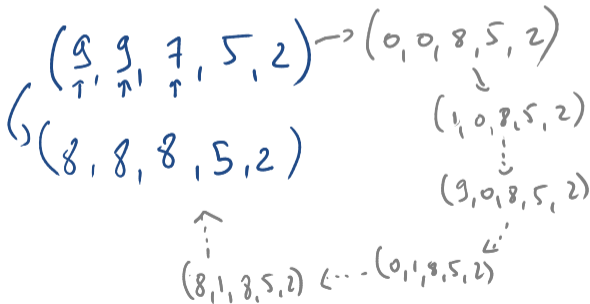 (9, 9, 7, 5, 2) → (0, 0, 8, 5, 2)
(1, 0, 8, 5, 2)
(8, 8, 8, 5, 2)
(9, 0, 8, 5, 2)
(8, 1, 8, 5, 2) ← (0, 1, 8, 5, 2)